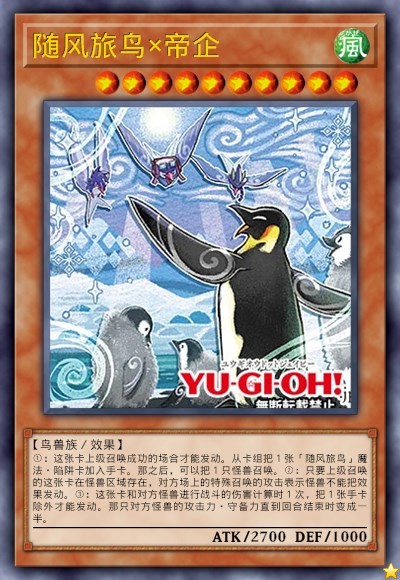 随风旅鸟×帝企
風
ユウギオウドットジェイピー
YU-GI-OH!
無断転載禁止
【鸟兽族／效果】
①：这张卡上级召唤成功的场合才能发动。从卡组把1张「随风旅鸟」魔
法·陷阱卡加入手卡。那之后，可以把1只怪兽召唤。②：只要上级召唤
的这张卡在怪兽区域存在，对方场上的特殊召唤的攻击表示怪兽不能把效
果发动。③：这张卡和对方怪兽进行战斗的伤害计算时1次，把1张手卡
除外才能发动。那只对方怪兽的攻击力·守备力直到回合结束时变成一
半。
ATK/2700 DEF/1000